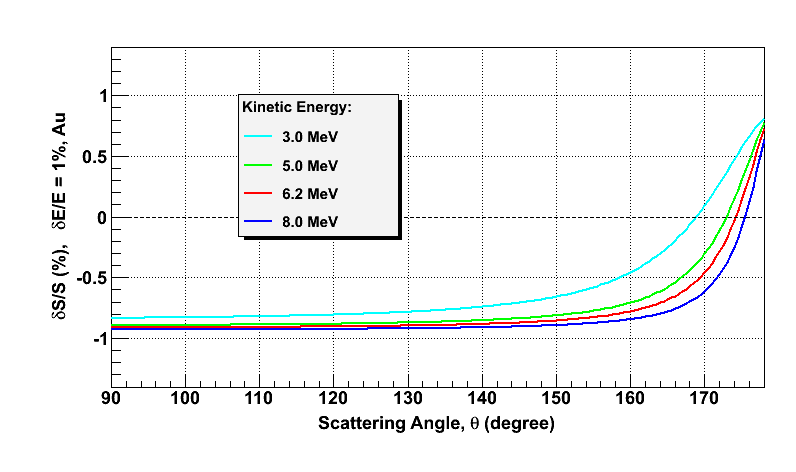 δS/S (%), δE/E = 1%, Au
1
0.5
0
-0.5
-1
Kinetic Energy:
3.0 MeV
5.0 MeV
6.2 MeV
8.0 MeV
90 100 110 120 130 140 150 160 170
Scattering Angle, θ (degree)